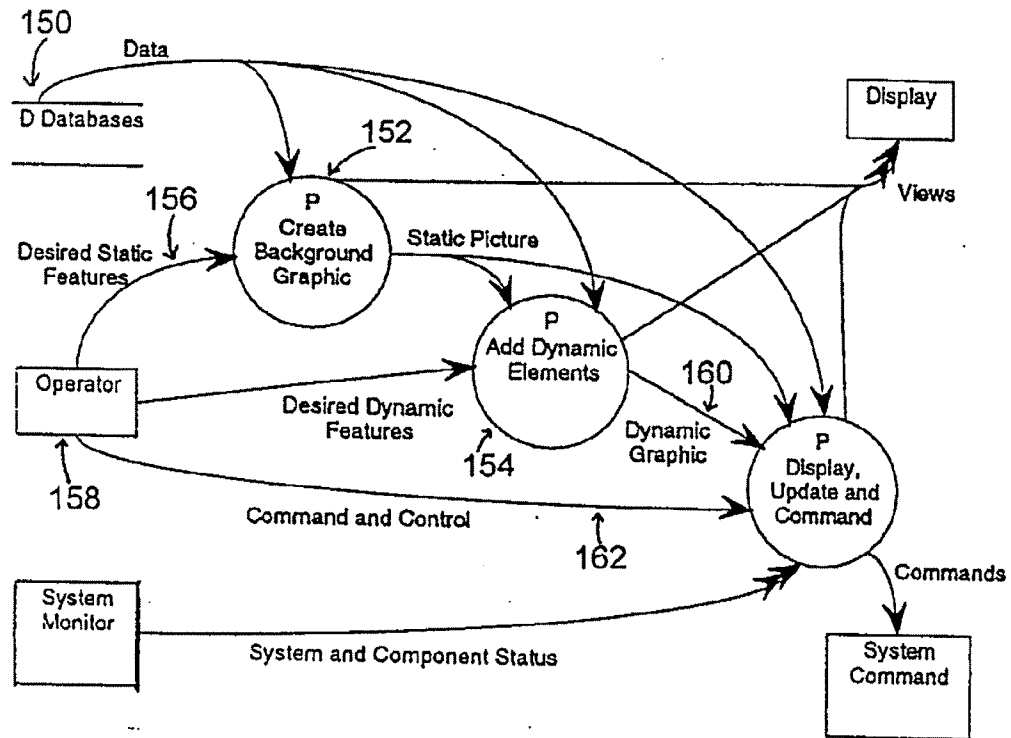 150
Data
D Databases
Display
152
P
Create
Background
Graphic
156
Desired Static
Features
Static Picture
Views
P
Add Dynamic
Elements
Operator
158
Desired Dynamic
Features
154
160
Dynamic
Graphic
P
Display,
Update and
Command
Command and Control
162
System
Monitor
System and Component Status
Commands
System
Command